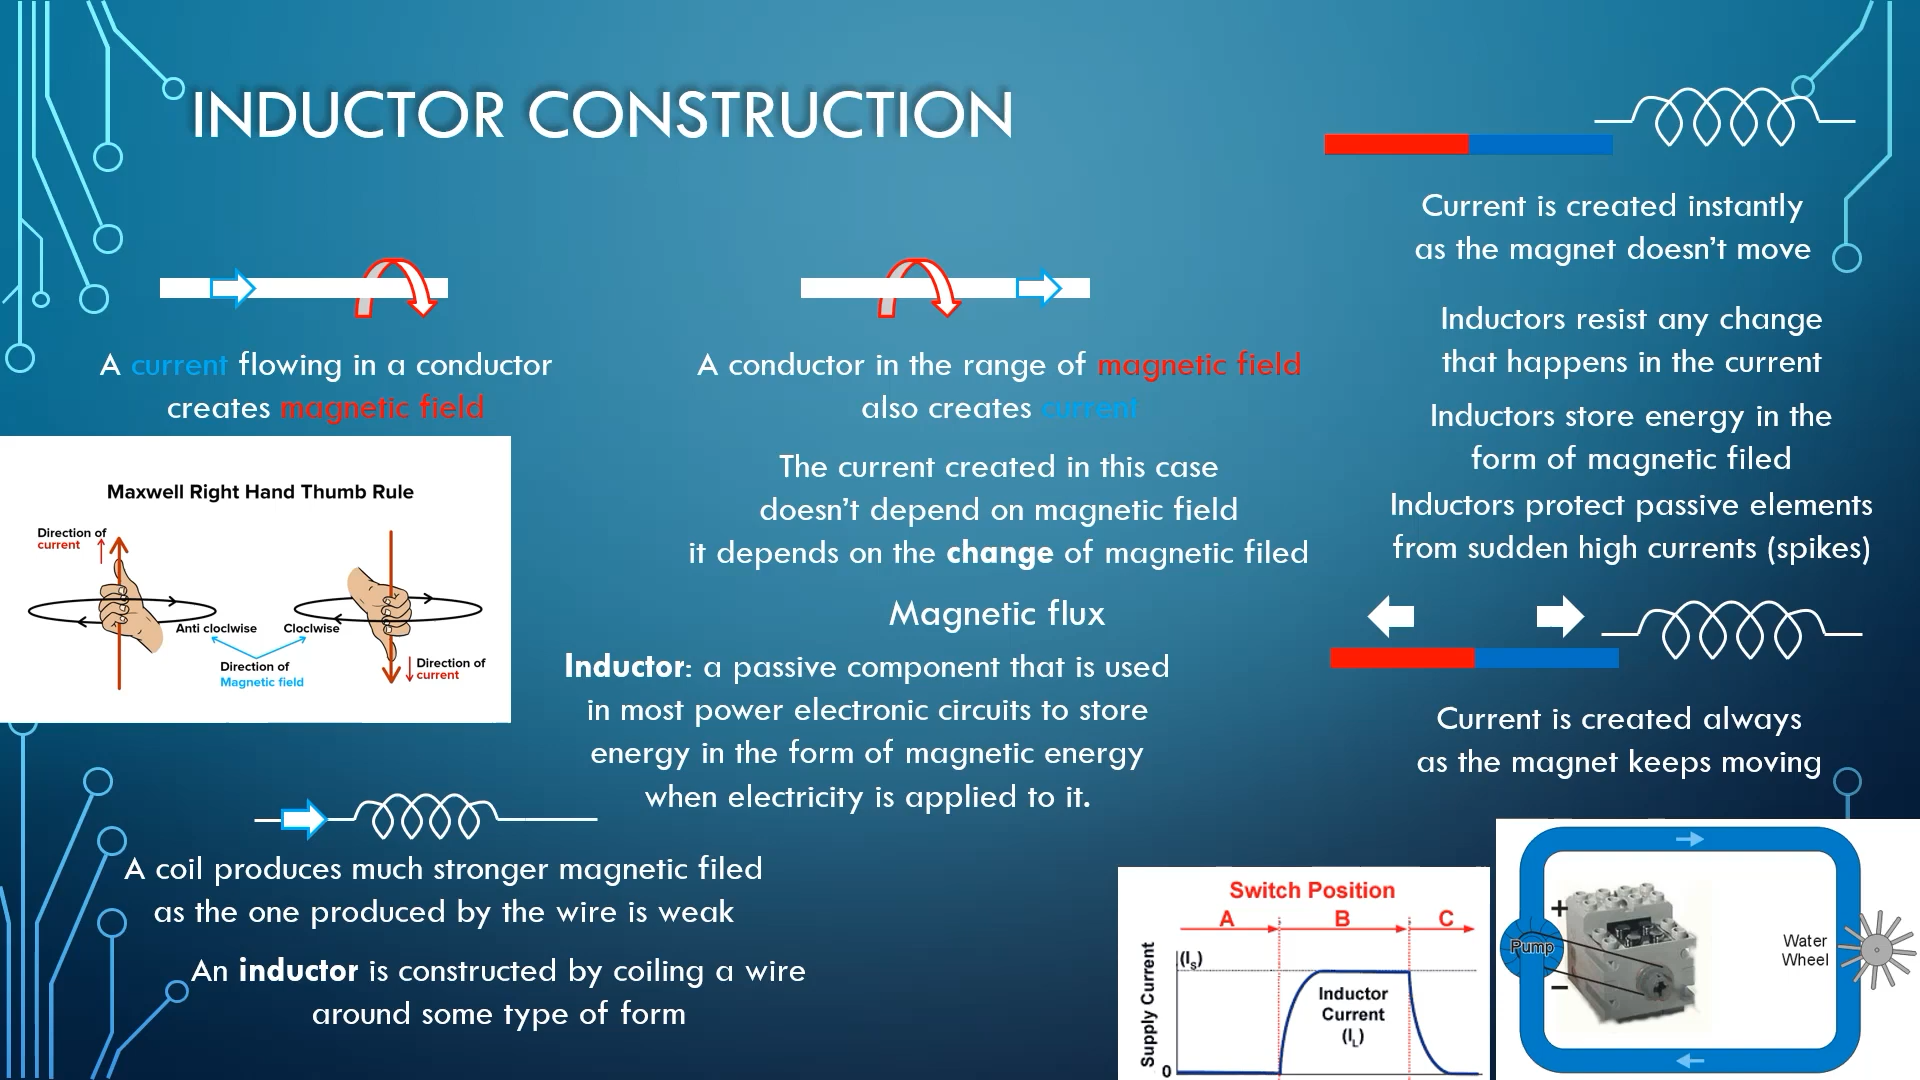 INDUCTOR CONSTRUCTION
A current flowing in a conductor
creates magnetic field
Maxwell Right Hand Thumb Rule
Direction of
current
Anti cloclwise
Cloclwise
Direction of
Magnetic field
Direction of
current
A coil produces much stronger magnetic filed
as the one produced by the wire is weak
An inductor is constructed by coiling a wire
around some type of form
A conductor in the range of magnetic field
also creates current
The current created in this case
doesn't depend on magnetic field
it depends on the change of magnetic filed
Magnetic flux
Inductor: a passive component that is used
in most power electronic circuits to store
energy in the form of magnetic energy
when electricity is applied to it.
Current is created instantly
as the magnet doesn't move
Inductors resist any change
that happens in the current
Inductors store energy in the
form of magnetic filed
Inductors protect passive elements
from sudden high currents (spikes)
Current is created always
as the magnet keeps moving
Switch Position
A B C
Supply Current
(IS)
Inductor
Current
(IL)
0
+
Pump
−
Water
Wheel